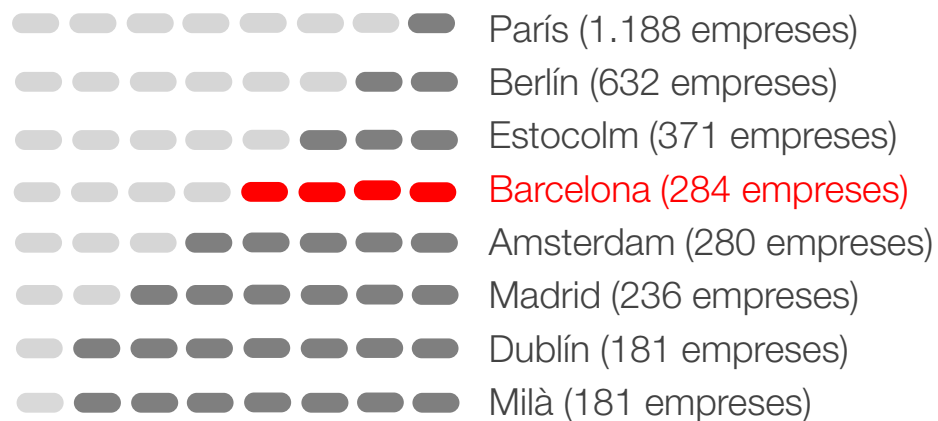 París (1.188 empreses)
Berlín (632 empreses)
Estocolm (371 empreses)
Barcelona (284 empreses)
Amsterdam (280 empreses)
Madrid (236 empreses)
Dublín (181 empreses)
Milà (181 empreses)